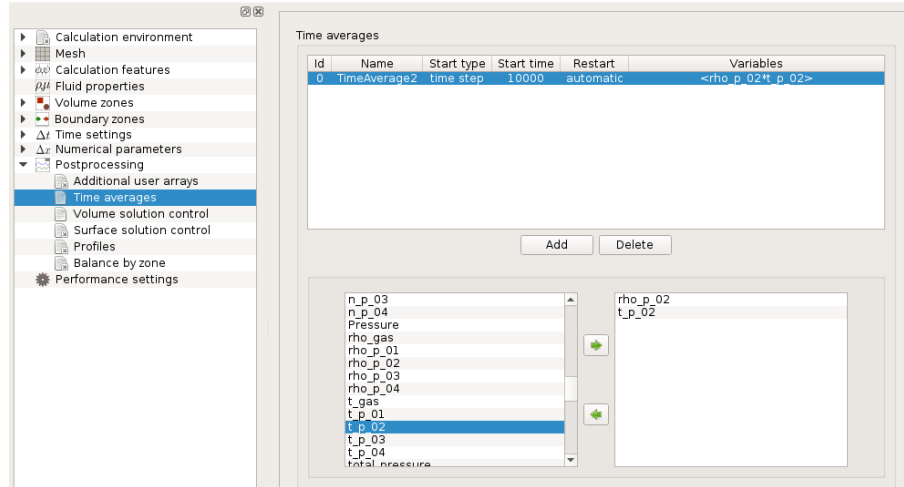 Calculation environment
Mesh
Calculation features
Fluid properties
Volume zones
Boundary zones
Δt Time settings
Δx Numerical parameters
Postprocessing
Additional user arrays
Time averages
Volume solution control
Surface solution control
Profiles
Balance by zone
Performance settings
Time averages
Id Name Start type Start time Restart Variables
0 TimeAverage2 time step 10000 automatic <rho_p_02*t_p_02>
Add Delete
n_p_03
n_p_04
Pressure
rho_gas
rho_p_01
rho_p_02
rho_p_03
rho_p_04
t_gas
t_p_01
t_p_02
t_p_03
t_p_04
total_pressure
rho_p_02
t_p_02